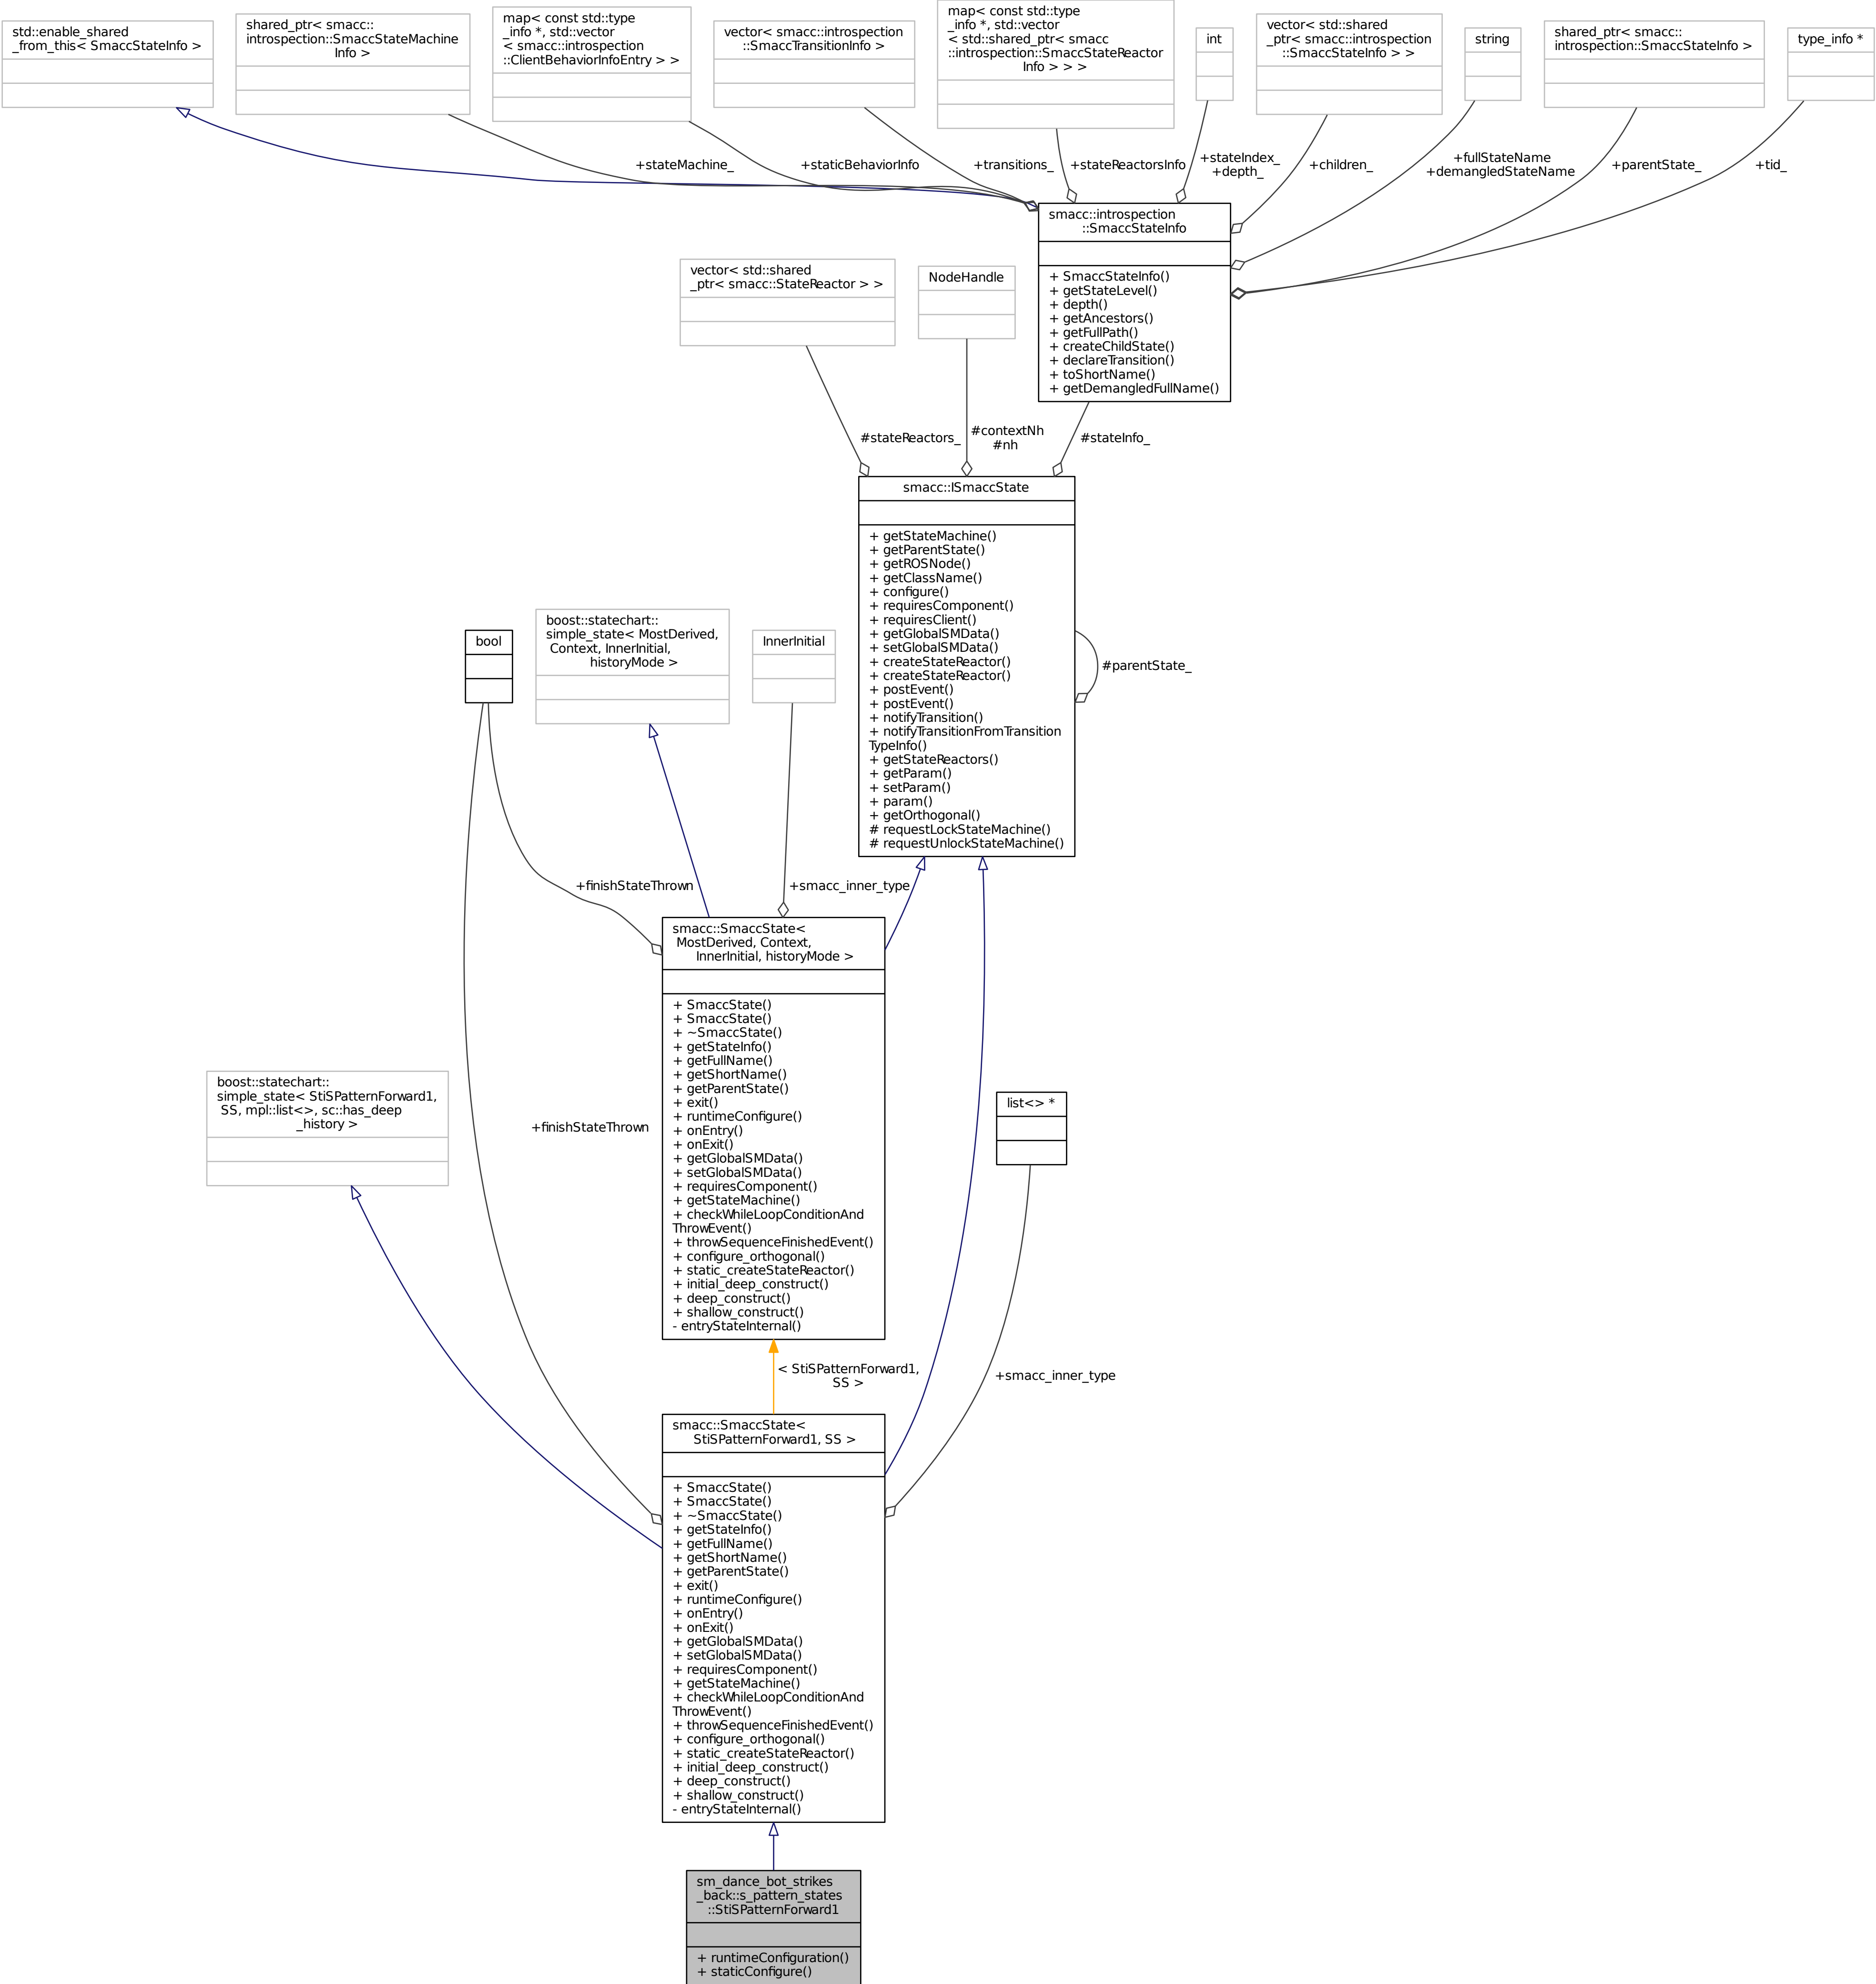 std::enable_shared
_from_this< SmaccStateInfo >
shared_ptr< smacc::
introspection::SmaccStateMachine
Info >
map< const std::type
_info *, std::vector
< smacc::introspection
::ClientBehaviorInfoEntry > >
vector< smacc::introspection
::SmaccTransitionInfo >
map< const std::type
_info *, std::vector
< std::shared_ptr< smacc
::introspection::SmaccStateReactor
Info > > >
int
vector< std::shared
_ptr< smacc::introspection
::SmaccStateInfo > >
string
shared_ptr< smacc::
introspection::SmaccStateInfo >
type_info *
+stateMachine_
+staticBehaviorInfo
+transitions_
+stateReactorsInfo
+stateIndex_
+depth_
+children_
+fullStateName
+demangledStateName
+parentState_
+tid_
smacc::introspection
::SmaccStateInfo
+ SmaccStateInfo()
+ getStateLevel()
+ depth()
+ getAncestors()
+ getFullPath()
+ createChildState()
+ declareTransition()
+ toShortName()
+ getDemangledFullName()
vector< std::shared
_ptr< smacc::StateReactor > >
NodeHandle
#stateReactors_
#contextNh
#nh
#stateInfo_
smacc::ISmaccState
+ getStateMachine()
+ getParentState()
+ getROSNode()
+ getClassName()
+ configure()
+ requiresComponent()
+ requiresClient()
+ getGlobalSMData()
+ setGlobalSMData()
+ createStateReactor()
+ createStateReactor()
+ postEvent()
+ postEvent()
+ notifyTransition()
+ notifyTransitionFromTransition
TypeInfo()
+ getStateReactors()
+ getParam()
+ setParam()
+ param()
+ getOrthogonal()
# requestLockStateMachine()
# requestUnlockStateMachine()
#parentState_
bool
boost::statechart::
simple_state< MostDerived,
Context, InnerInitial,
historyMode >
InnerInitial
+finishStateThrown
+smacc_inner_type
smacc::SmaccState<
MostDerived, Context,
InnerInitial, historyMode >
+ SmaccState()
+ SmaccState()
+ ~SmaccState()
+ getStateInfo()
+ getFullName()
+ getShortName()
+ getParentState()
+ exit()
+ runtimeConfigure()
+ onEntry()
+ onExit()
+ getGlobalSMData()
+ setGlobalSMData()
+ requiresComponent()
+ getStateMachine()
+ checkWhileLoopConditionAnd
ThrowEvent()
+ throwSequenceFinishedEvent()
+ configure_orthogonal()
+ static_createStateReactor()
+ initial_deep_construct()
+ deep_construct()
+ shallow_construct()
- entryStateInternal()
boost::statechart::
simple_state< StiSPatternForward1,
SS, mpl::list<>, sc::has_deep
_history >
+finishStateThrown
list<> *
< StiSPatternForward1,
SS >
+smacc_inner_type
smacc::SmaccState<
StiSPatternForward1, SS >
+ SmaccState()
+ SmaccState()
+ ~SmaccState()
+ getStateInfo()
+ getFullName()
+ getShortName()
+ getParentState()
+ exit()
+ runtimeConfigure()
+ onEntry()
+ onExit()
+ getGlobalSMData()
+ setGlobalSMData()
+ requiresComponent()
+ getStateMachine()
+ checkWhileLoopConditionAnd
ThrowEvent()
+ throwSequenceFinishedEvent()
+ configure_orthogonal()
+ static_createStateReactor()
+ initial_deep_construct()
+ deep_construct()
+ shallow_construct()
- entryStateInternal()
sm_dance_bot_strikes
_back::s_pattern_states
::StiSPatternForward1
+ runtimeConfiguration()
+ staticConfigure()